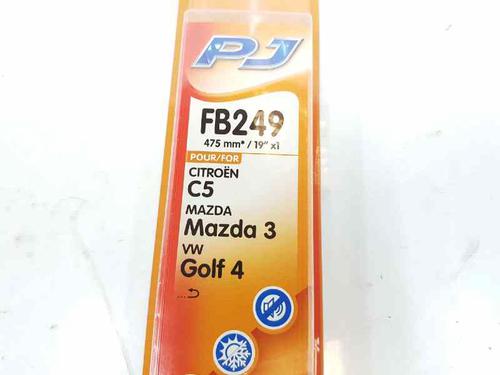 PJ
FB249
475 mm* / 19" x1
POUR/FOR
CITROËN
C5
MAZDA
Mazda 3
VW
Golf 4
...